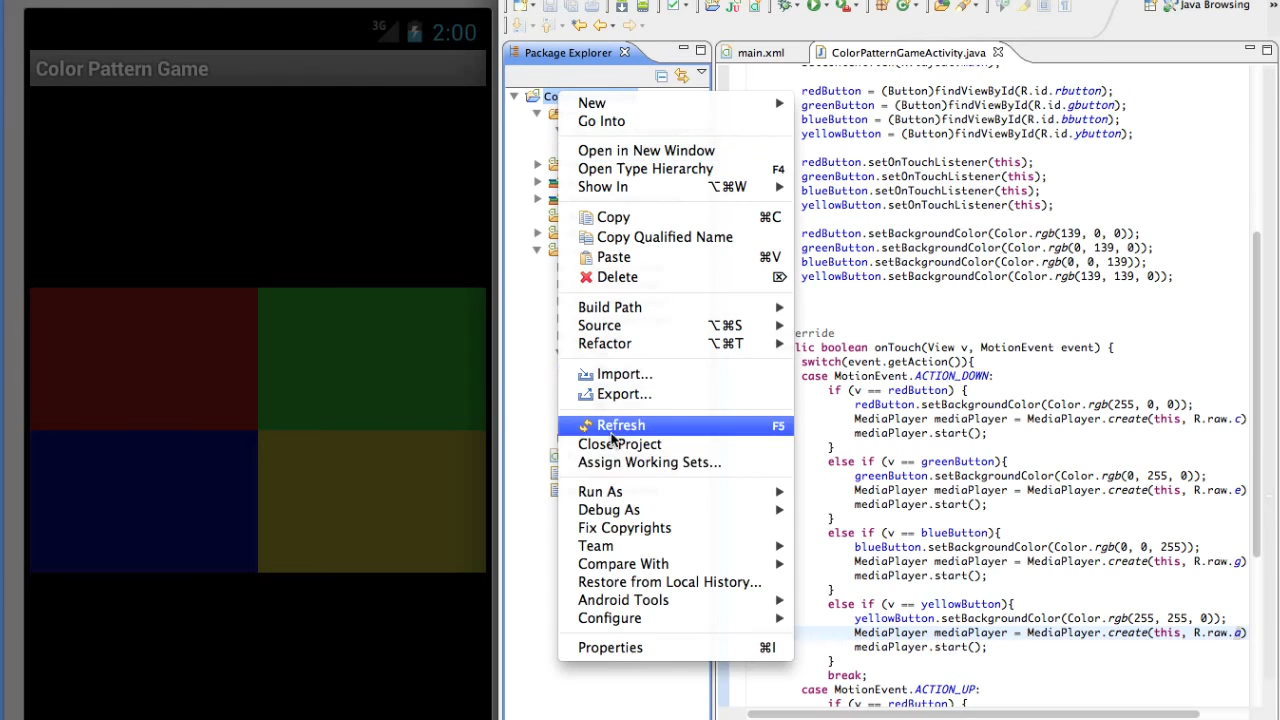 3G 2:00
Color Pattern Game
Java Browsing
Package Explorer
main.xml
ColorPatternGameActivity.java
Co
New
Go Into
Open in New Window
Open Type Hierarchy F4
Show In ⌥⌘W
Copy ⌘C
Copy Qualified Name
Paste ⌘V
Delete
Build Path
Source ⌥⌘S
Refactor ⌥⌘T
Import...
Export...
Refresh F5
Close Project
Assign Working Sets...
Run As
Debug As
Fix Copyrights
Team
Compare With
Restore from Local History...
Android Tools
Configure
Properties ⌘I
redButton = (Button)findViewById(R.id.rbutton);
greenButton = (Button)findViewById(R.id.gbutton);
blueButton = (Button)findViewById(R.id.bbutton);
yellowButton = (Button)findViewById(R.id.ybutton);
redButton.setOnTouchListener(this);
greenButton.setOnTouchListener(this);
blueButton.setOnTouchListener(this);
yellowButton.setOnTouchListener(this);
redButton.setBackgroundColor(Color.rgb(139, 0, 0));
greenButton.setBackgroundColor(Color.rgb(0, 139, 0));
blueButton.setBackgroundColor(Color.rgb(0, 0, 139));
yellowButton.setBackgroundColor(Color.rgb(139, 139, 0));
erride
lic boolean onTouch(View v, MotionEvent event) {
switch(event.getAction()){
case MotionEvent.ACTION_DOWN:
if (v == redButton) {
redButton.setBackgroundColor(Color.rgb(255, 0, 0));
MediaPlayer mediaPlayer = MediaPlayer.create(this, R.raw.c)
mediaPlayer.start();
}
else if (v == greenButton){
greenButton.setBackgroundColor(Color.rgb(0, 255, 0));
MediaPlayer mediaPlayer = MediaPlayer.create(this, R.raw.e)
mediaPlayer.start();
}
else if (v == blueButton){
blueButton.setBackgroundColor(Color.rgb(0, 0, 255));
MediaPlayer mediaPlayer = MediaPlayer.create(this, R.raw.g)
mediaPlayer.start();
}
else if (v == yellowButton){
yellowButton.setBackgroundColor(Color.rgb(255, 255, 0));
MediaPlayer mediaPlayer = MediaPlayer.create(this, R.raw.a)
mediaPlayer.start();
}
break;
case MotionEvent.ACTION_UP:
if (v == redButton) {